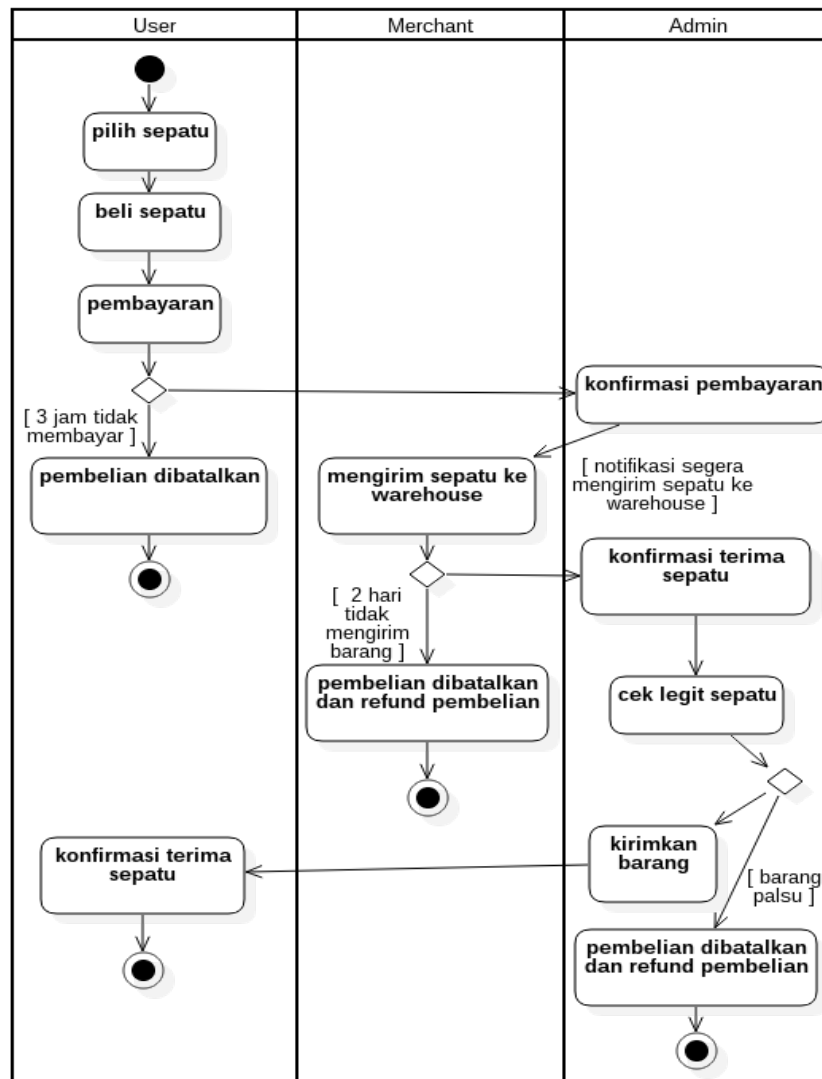 User
Merchant
Admin
pilih sepatu
beli sepatu
pembayaran
[ 3 jam tidak
membayar ]
konfirmasi pembayaran
pembelian dibatalkan
mengirim sepatu ke
warehouse
[ notifikasi segera
mengirim sepatu ke
warehouse ]
[ 2 hari
tidak
mengirim
barang ]
konfirmasi terima
sepatu
pembelian dibatalkan
dan refund pembelian
cek legit sepatu
konfirmasi terima
sepatu
kirimkan
barang
[ barang
palsu ]
pembelian dibatalkan
dan refund pembelian